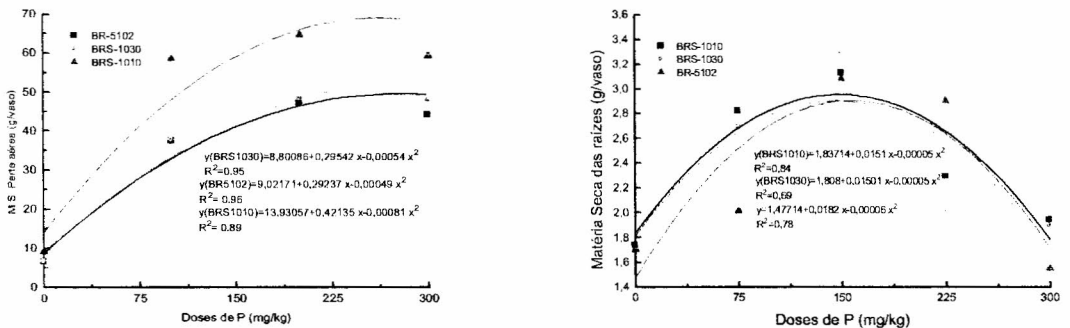 M S Parte aérea (g/vaso)
70
60
50
40
30
20
10
0
BR-5102
BRS-1030
BRS-1010
y(BRS1030)=8,80086+0,29542 x-0,00054 x²
R²=0.95
y(BR5102)=9,02171+0,29237 x-0,00049 x²
R²= 0.96
y(BRS1010)=13,93057+0,42135 x-0,00081 x²
R²= 0.89
0 75 150 225 300
Doses de P (mg/kg)
Matéria Seca das raízes (g/vaso)
3,6
3,4
3,2
3,0
2,8
2,6
2,4
2,2
2,0
1,8
1,6
1,4
BRS-1010
BRS-1030
BR-5102
y(BRS1010)=1,83714+0,0151 x-0,00005 x²
R²=0,84
y(BRS1030)=1,808+0,01501 x-0,00005 x²
R²=0,69
y=1,47714+0,0182 x-0,00006 x²
R²=0,78
0 75 150 225 300
Doses de P (mg/kg)